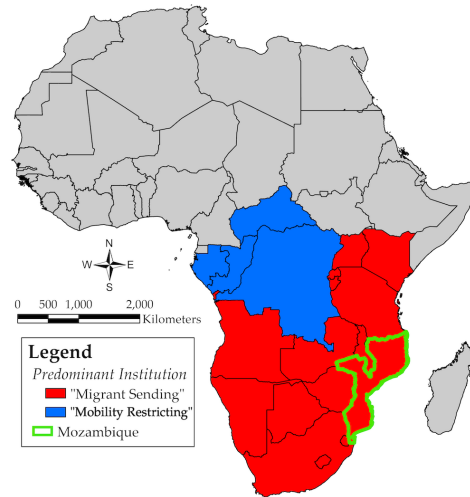 N
W E
S
0 500 1,000 2,000
Kilometers
Legend
Predominant Institution
"Migrant Sending"
"Mobility Restricting"
Mozambique